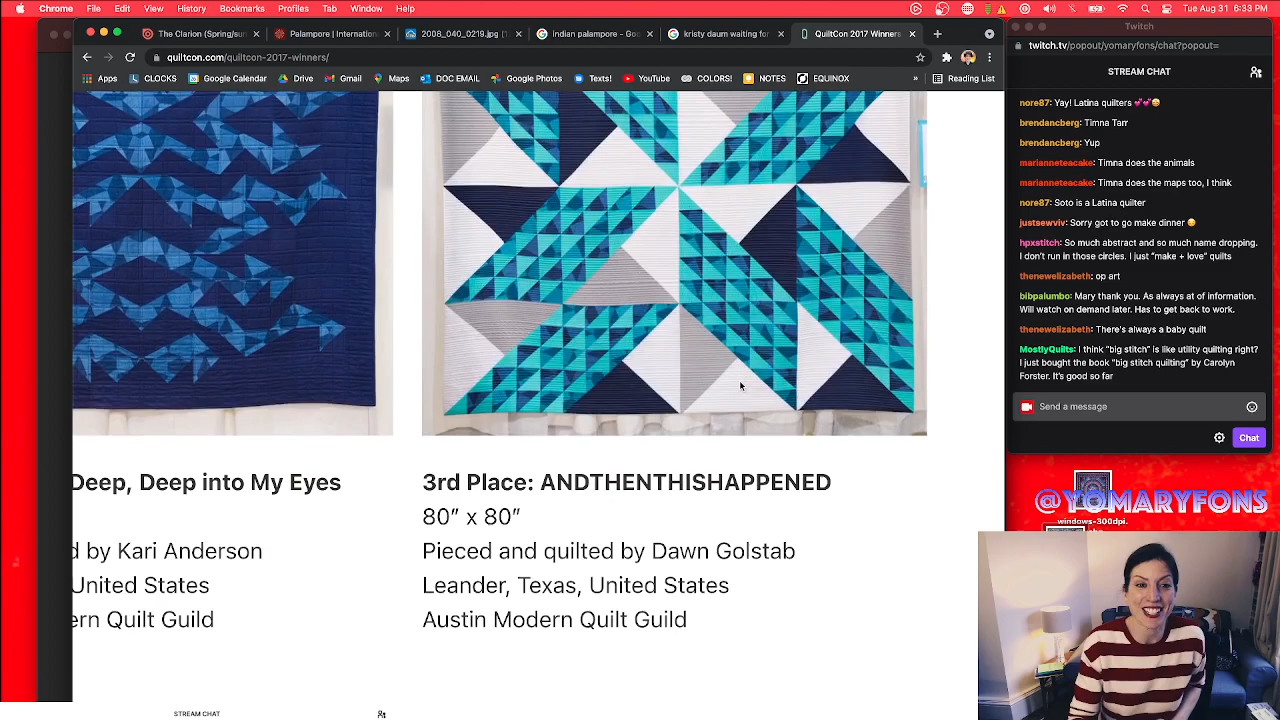 Chrome File Edit View History Bookmarks Profiles Tab Window Help
Tue Aug 31 6:33 PM
The Clarion (Spring/sun
Palampore | International
2008_040_0219.jpg (1
Indian palampore - Goo
kristy daum waiting for
QuiltCon 2017 Winners
Twitch
quiltcon.com/quiltcon-2017-winners/
twitch.tv/popout/yomaryfons/chat?popout=
Apps CLOCKS Google Calendar Gmail Maps DOC EMAIL Google Photos Texts! YouTube COLORS! NOTES EQUINOX » Reading List
STREAM CHAT
nore87: Yay! Latina quilters
brendancberg: Timna Tarr
brendancberg: Yup
marianneteacake: Timna does the animals
marianneteacake: Timna does the maps too, I think
nore87: Soto is a Latina quilter
justsewviv: Sorry got to go make dinner
hpxstitch: So much abstract and so much name dropping.
I don't run in those circles. I just "make + love" quilts
thenewelizabeth: op art
bibpalumbo: Mary thank you. As always at of information.
Will watch on demand later. Has to get back to work.
thenewelizabeth: There's always a baby quilt
MostlyQuilts: I think "big stitch" is like utility quilting right?
I just bought the book "big stitch quilting" by Carolyn
Forster. It's good so far
Send a message
Chat
Deep, Deep into My Eyes
d by Kari Anderson
United States
ern Quilt Guild
3rd Place: ANDTHENTHISHAPPENED
80" x 80"
Pieced and quilted by Dawn Golstab
Leander, Texas, United States
Austin Modern Quilt Guild
@YOMARYFONS
windows-300dpi.
STREAM CHAT